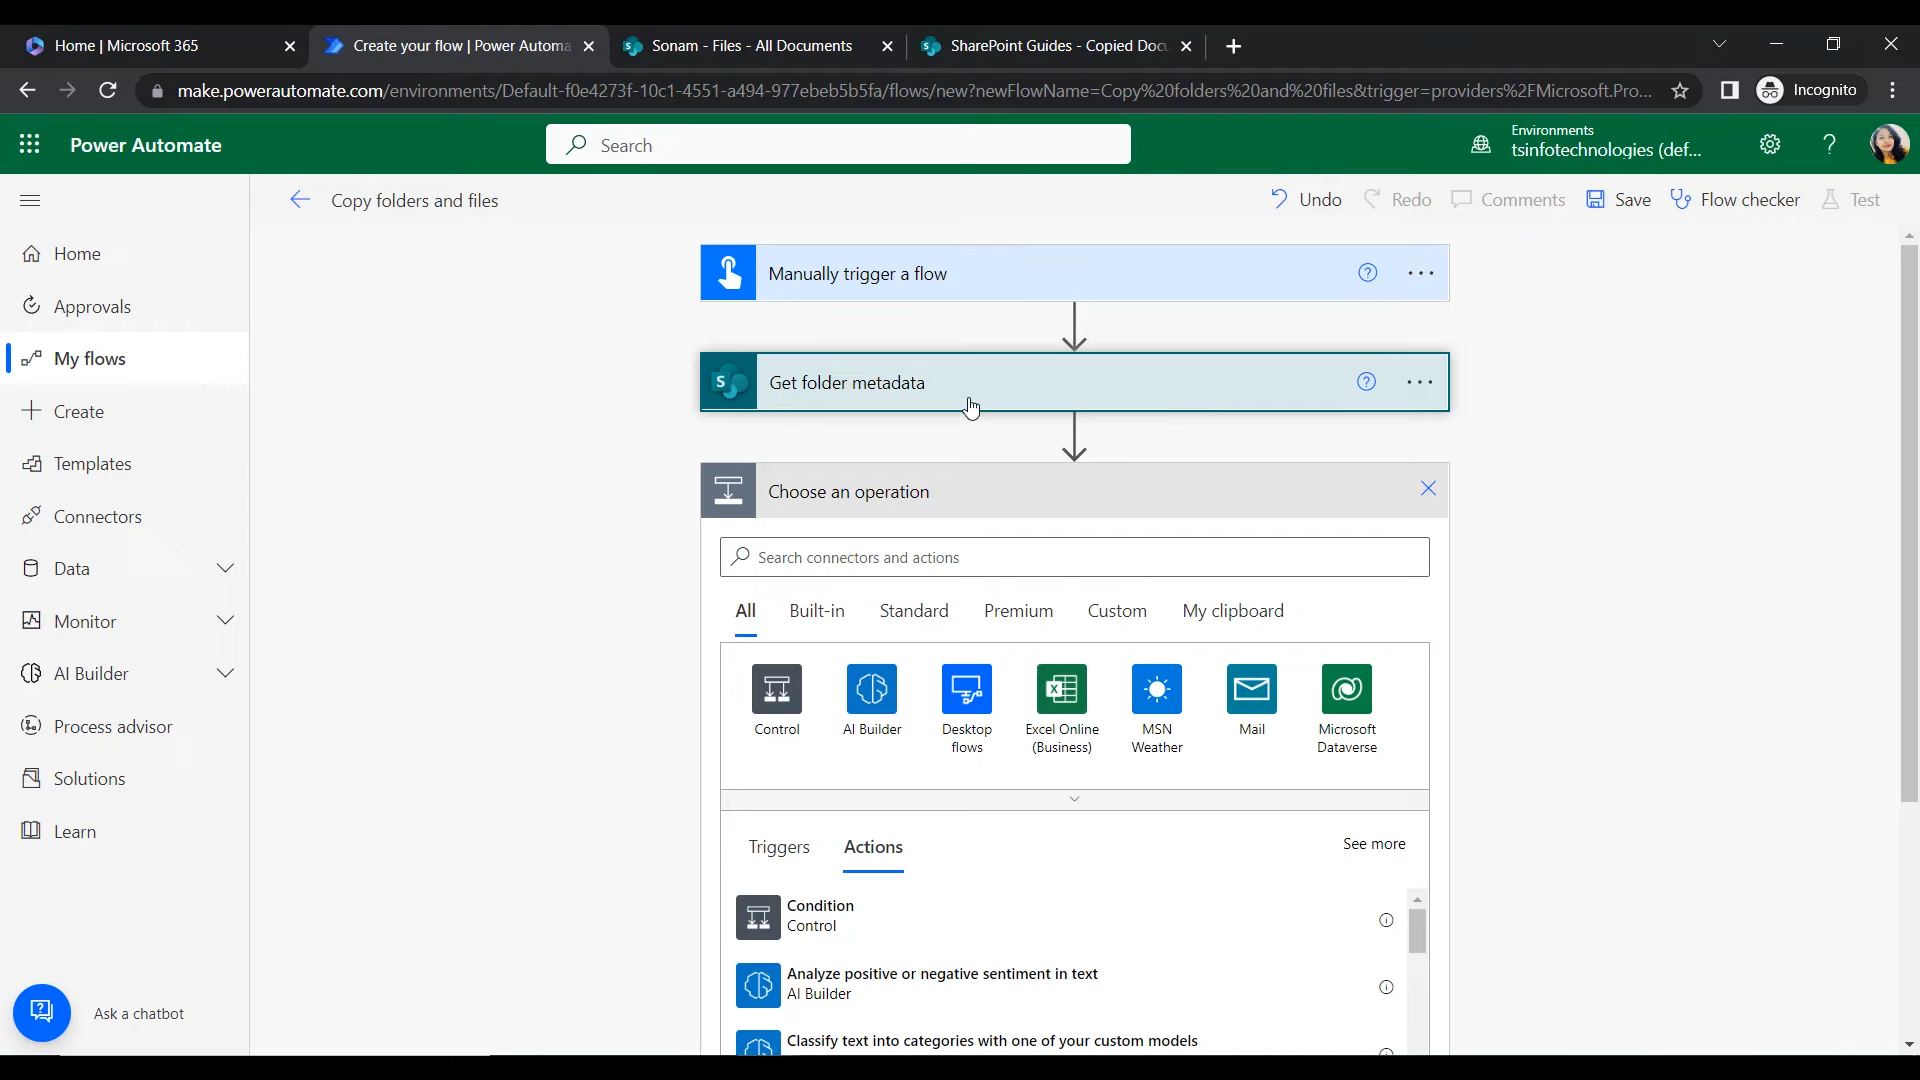 Home | Microsoft 365
Create your flow | Power Automa
Sonam - Files - All Documents
SharePoint Guides - Copied Doc
make.powerautomate.com/environments/Default-f0e4273f-10c1-4551-a494-977ebeb5b5fa/flows/new?newFlowName=Copy%20folders%20and%20files&trigger=providers%2FMicrosoft.Pro...
Incognito
Power Automate
Search
Environments
tsinfotechnologies (def...
Copy folders and files
Undo
Redo
Comments
Save
Flow checker
Test
Home
Approvals
My flows
Create
Templates
Connectors
Data
Monitor
AI Builder
Process advisor
Solutions
Learn
Ask a chatbot
Manually trigger a flow
Get folder metadata
Choose an operation
Search connectors and actions
All
Built-in
Standard
Premium
Custom
My clipboard
Control
AI Builder
Desktop
flows
Excel Online
(Business)
MSN
Weather
Mail
Microsoft
Dataverse
Triggers
Actions
See more
Condition
Control
Analyze positive or negative sentiment in text
AI Builder
Classify text into categories with one of your custom models